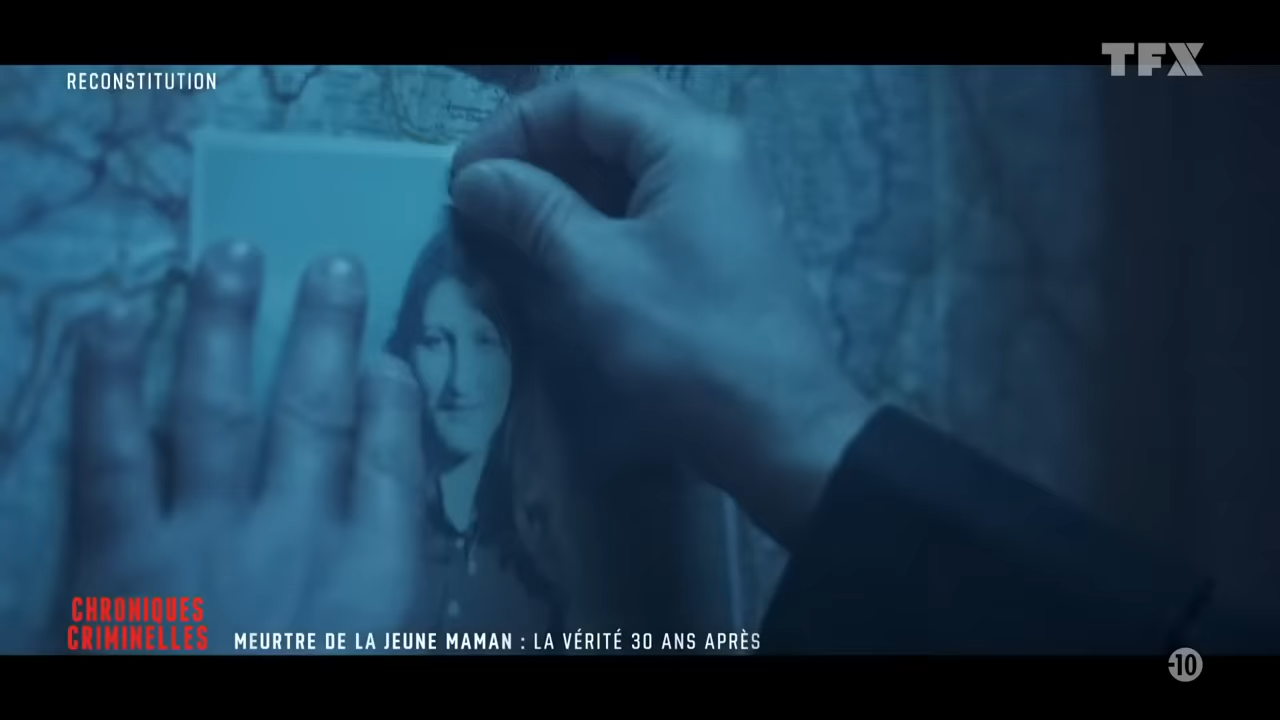 TFX
RECONSTITUTION
CHRONIQUES
CRIMINELLES
MEURTRE DE LA JEUNE MAMAN : LA VÉRITÉ 30 ANS APRÈS
-10